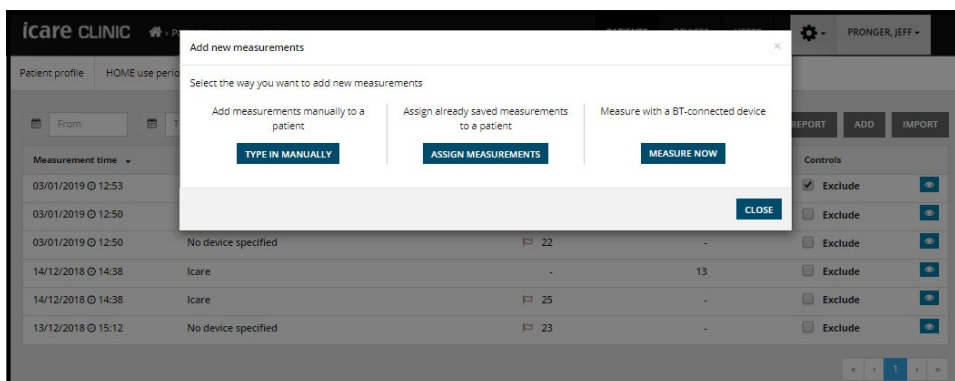 icare CLINIC
PRONGER, JEFF
Patient profile
HOME use perio
Add new measurements
×
Select the way you want to add new measurements
Add measurements manually to a
patient
TYPE IN MANUALLY
Assign already saved measurements
to a patient
ASSIGN MEASUREMENTS
Measure with a BT-connected device
MEASURE NOW
CLOSE
From
T
REPORT ADD IMPORT
Measurement time Controls
03/01/2019 12:53 Exclude
03/01/2019 12:50 Exclude
03/01/2019 12:50 No device specified 22 - Exclude
14/12/2018 14:38 Icare - 13 Exclude
14/12/2018 14:38 Icare 25 - Exclude
13/12/2018 15:12 No device specified 23 - Exclude
« ‹ 1 › »